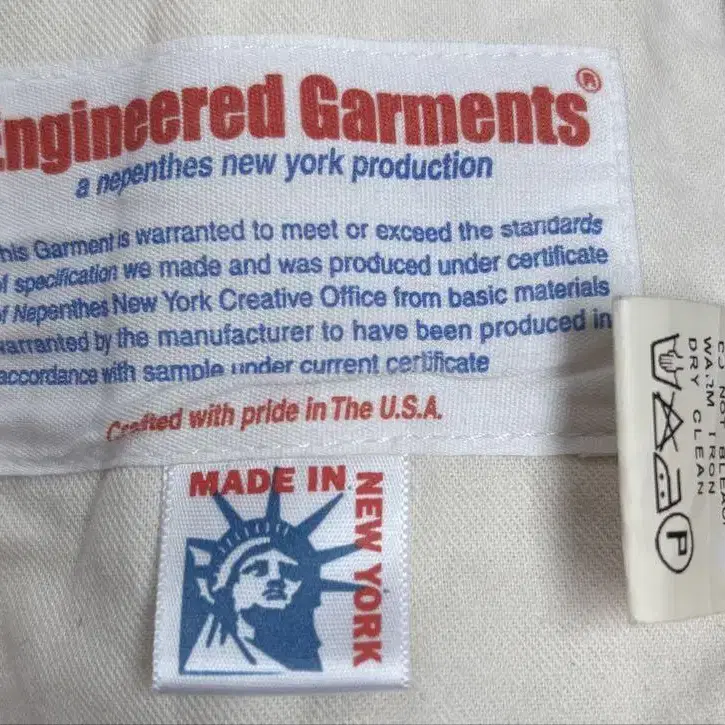 Engineered Garments®
a nepenthes new york production
This Garment is warranted to meet or exceed the standards
of specification we made and was produced under certificate
of Nepenthes New York Creative Office from basic materials
warranted by the manufacturer to have been produced in
accordance with sample under current certificate
Crafted with pride in The U.S.A.
MADE IN
NEW YORK
NOT
WARM IRON
DRY CLEAN
P